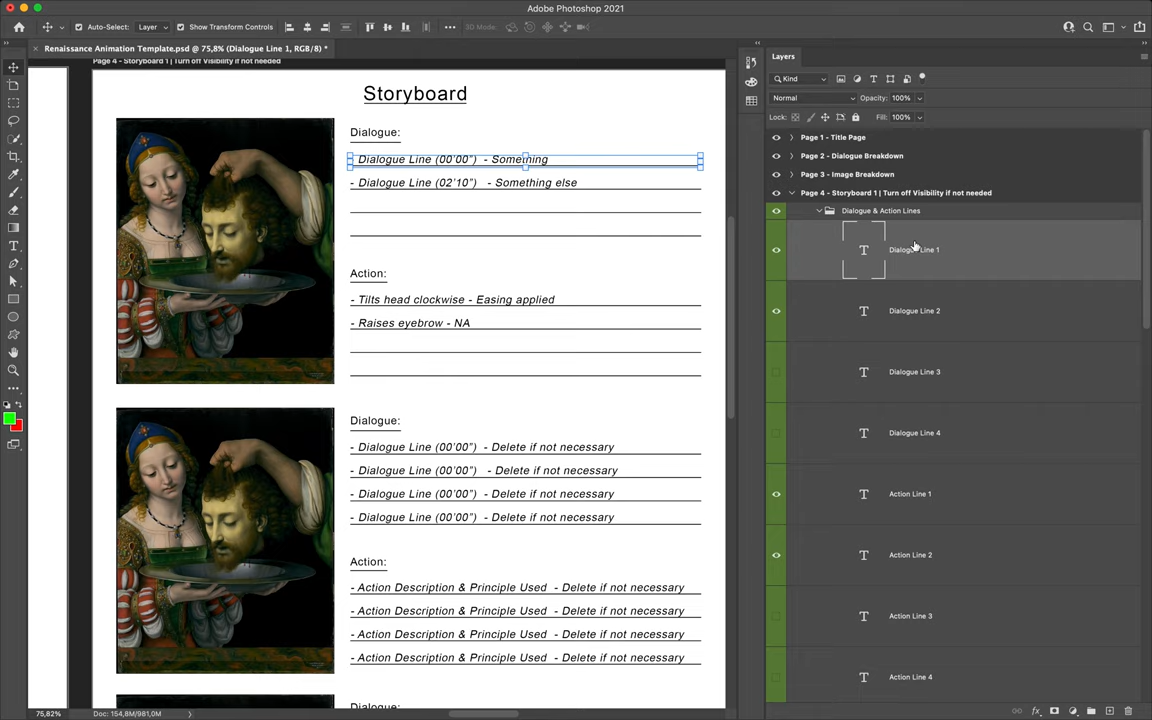 Adobe Photoshop 2021
Auto-Select: Layer
Show Transform Controls
3D Mode:
Renaissance Animation Template.psd @ 75,8% (Dialogue Line 1, RGB/8) *
Page 4 - Storyboard 1 | Turn off Visibility if not needed
Storyboard
Dialogue:
- Dialogue Line (00'00") - Something
- Dialogue Line (02'10") - Something else
Action:
- Tilts head clockwise - Easing applied
- Raises eyebrow - NA
Dialogue:
- Dialogue Line (00'00") - Delete if not necessary
- Dialogue Line (00'00") - Delete if not necessary
- Dialogue Line (00'00") - Delete if not necessary
- Dialogue Line (00'00") - Delete if not necessary
Action:
- Action Description & Principle Used - Delete if not necessary
- Action Description & Principle Used - Delete if not necessary
- Action Description & Principle Used - Delete if not necessary
- Action Description & Principle Used - Delete if not necessary
Dialogue:
75,82%
Doc: 154,8M/981,0M
Layers
Kind
Normal
Opacity: 100%
Lock:
Fill: 100%
Page 1 - Title Page
Page 2 - Dialogue Breakdown
Page 3 - Image Breakdown
Page 4 - Storyboard 1 | Turn off Visibility if not needed
Dialogue & Action Lines
Dialogue Line 1
Dialogue Line 2
Dialogue Line 3
Dialogue Line 4
Action Line 1
Action Line 2
Action Line 3
Action Line 4